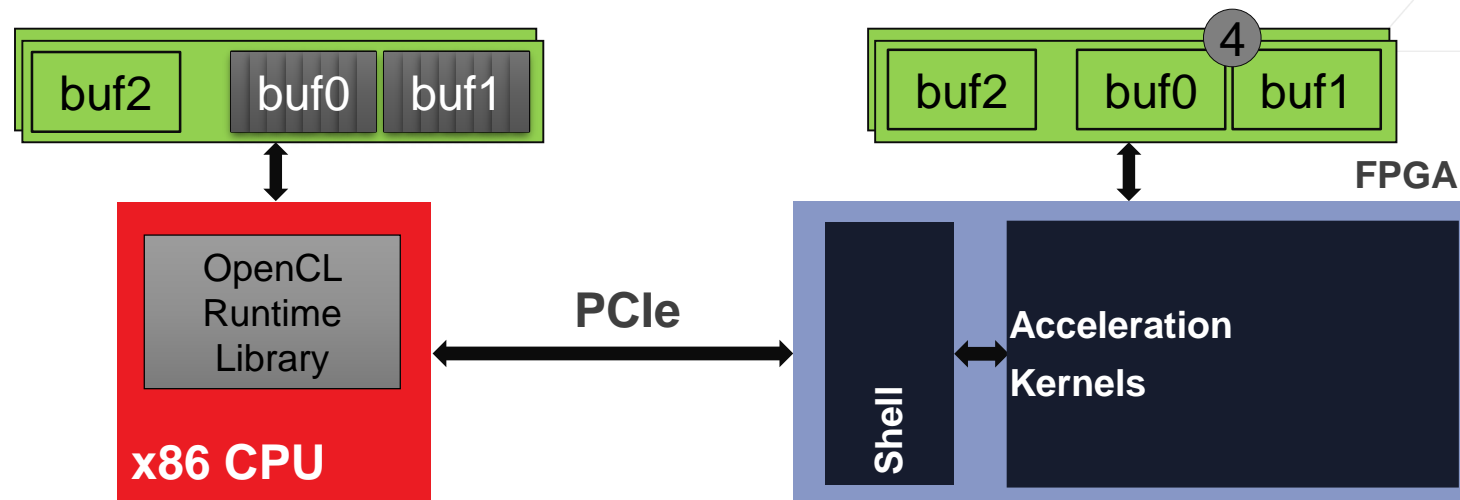 buf2 buf0 buf1
4
buf2 buf0 buf1
FPGA
OpenCL
Runtime
Library
x86 CPU
PCIe
Shell
Acceleration
Kernels